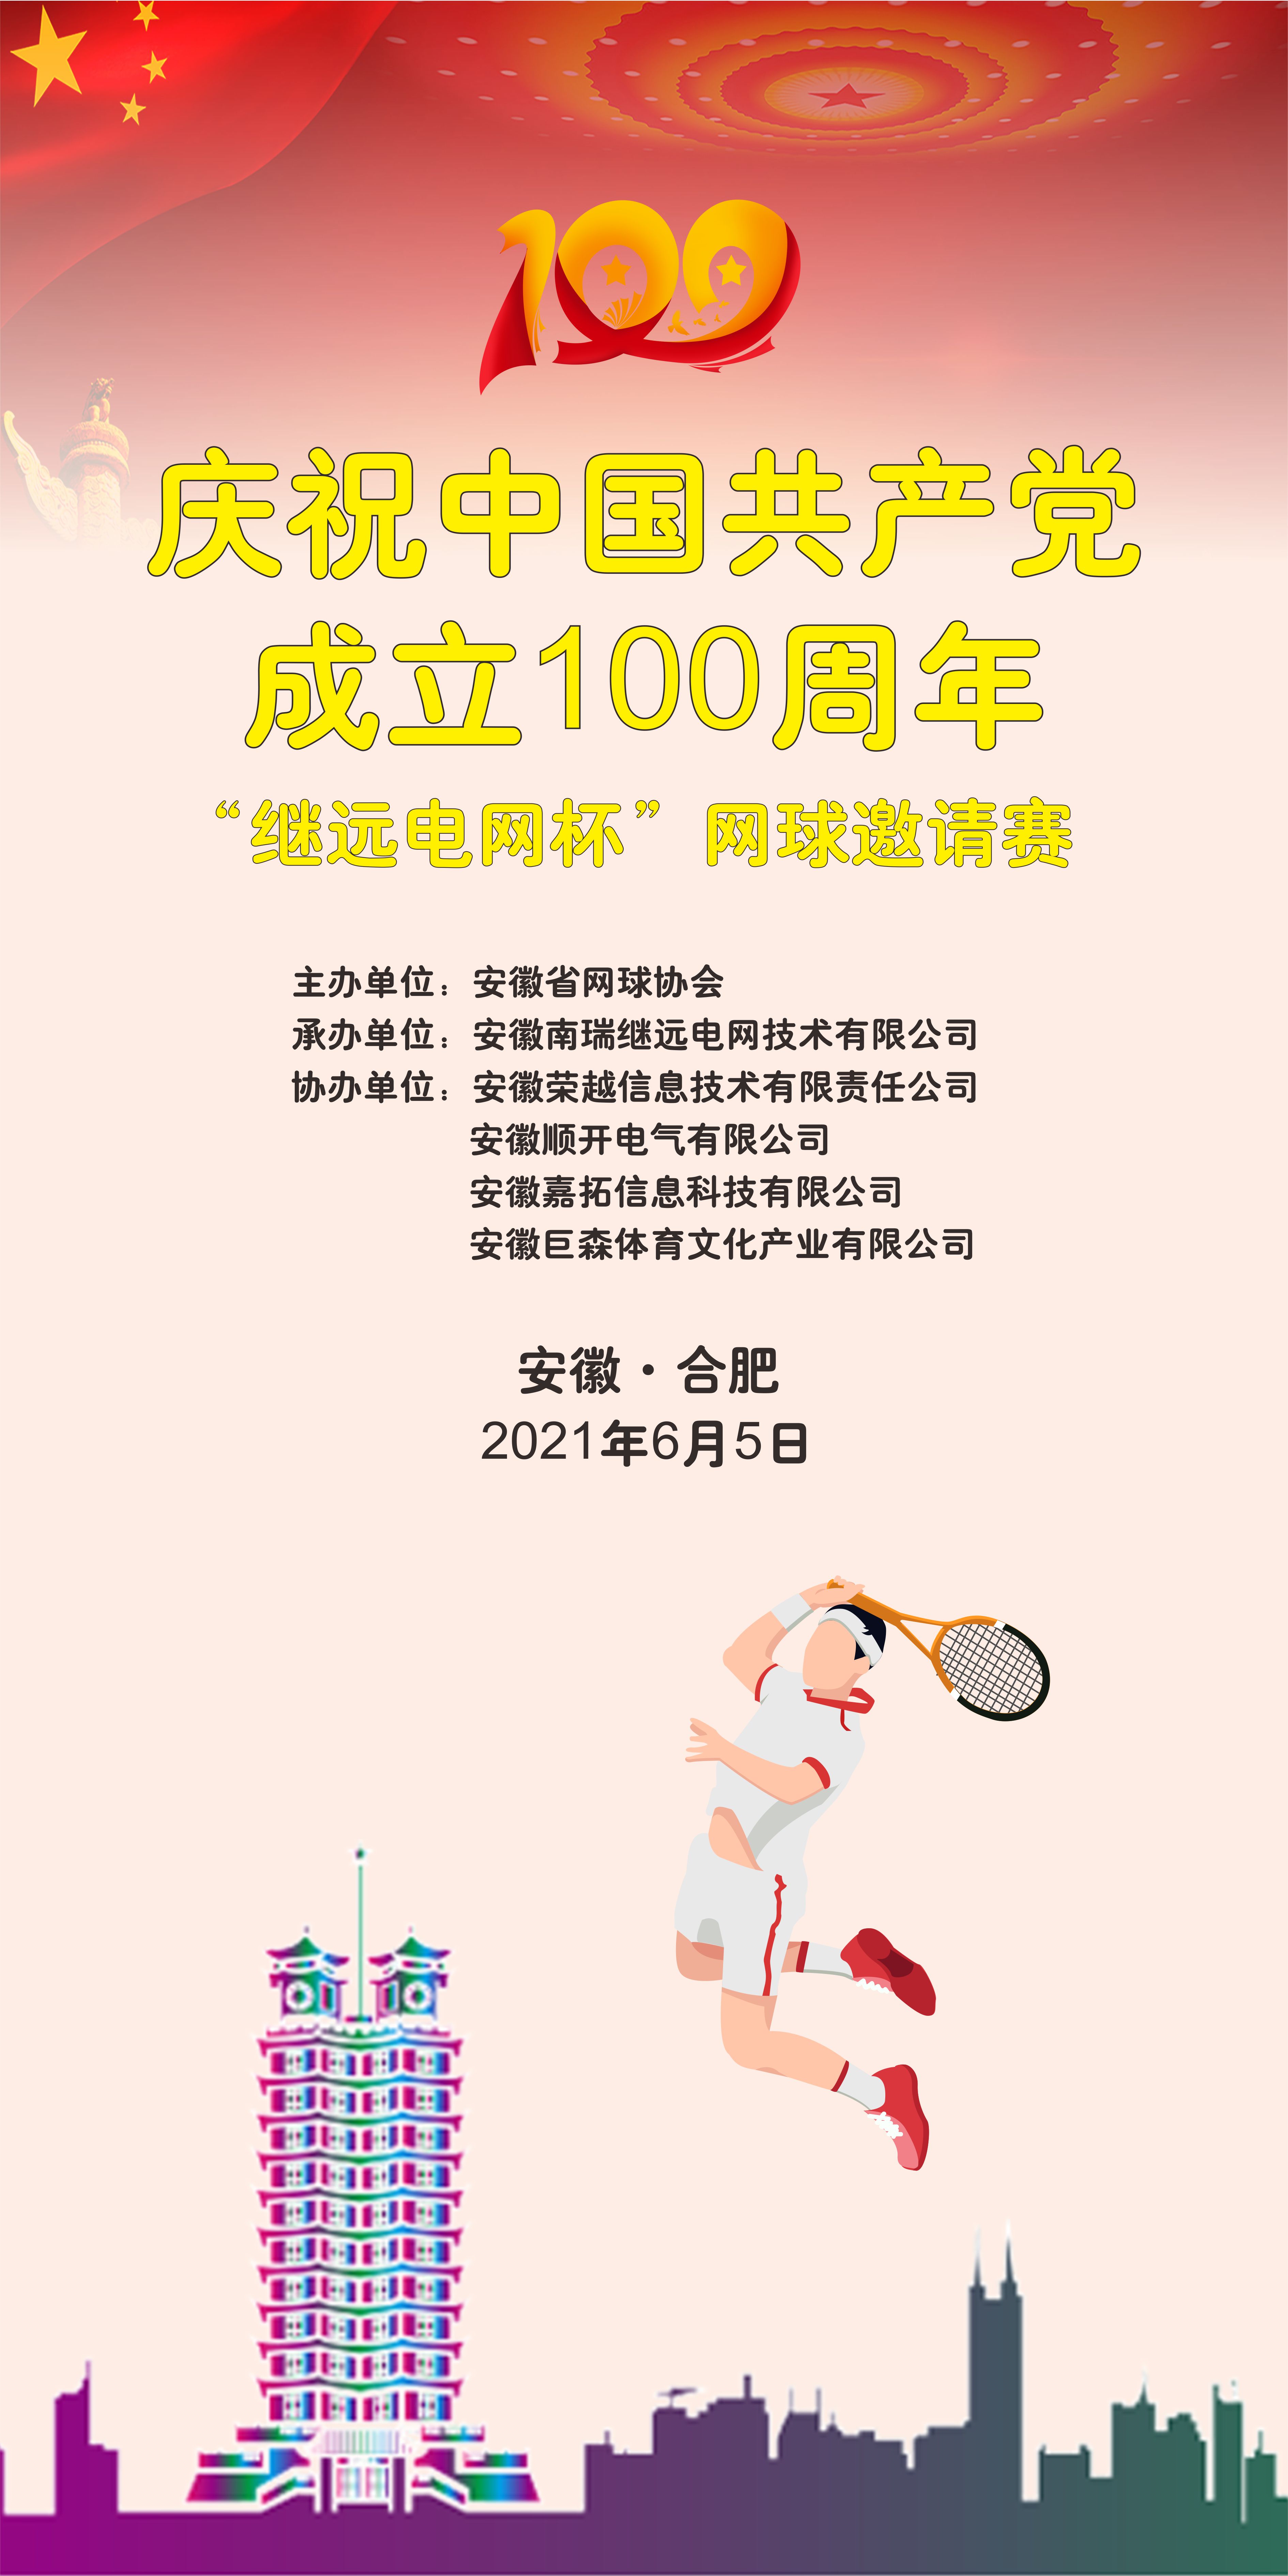 100
庆祝中国共产党
成立100周年
“继远电网杯”网球邀请赛
主办单位：安徽省网球协会
承办单位：安徽南瑞继远电网技术有限公司
协办单位：安徽荣越信息技术有限责任公司
安徽顺开电气有限公司
安徽嘉拓信息科技有限公司
安徽巨森体育文化产业有限公司
安徽·合肥
2021年6月5日